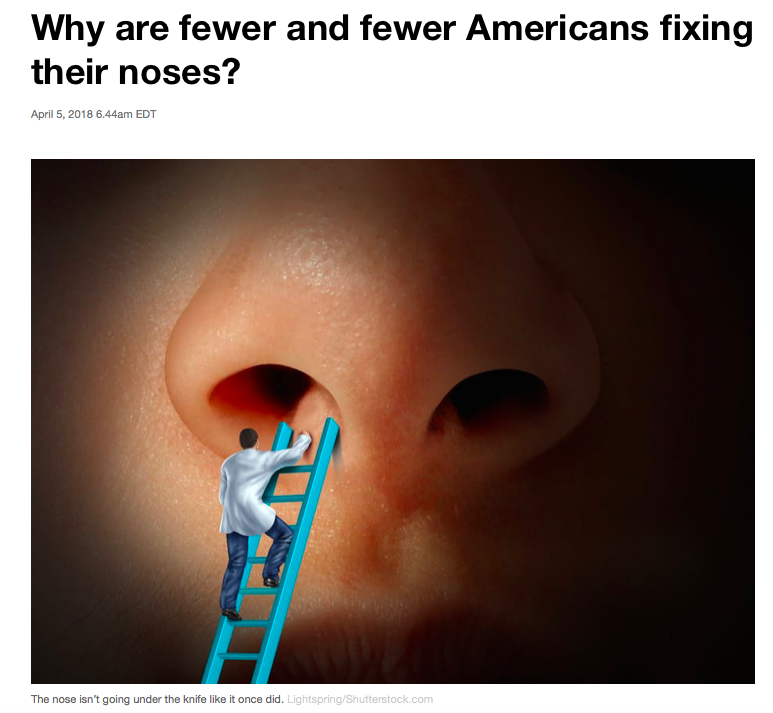 Why are fewer and fewer Americans fixing
their noses?
April 5, 2018 6.44am EDT
The nose isn't going under the knife like it once did. Lightspring/Shutterstock.com